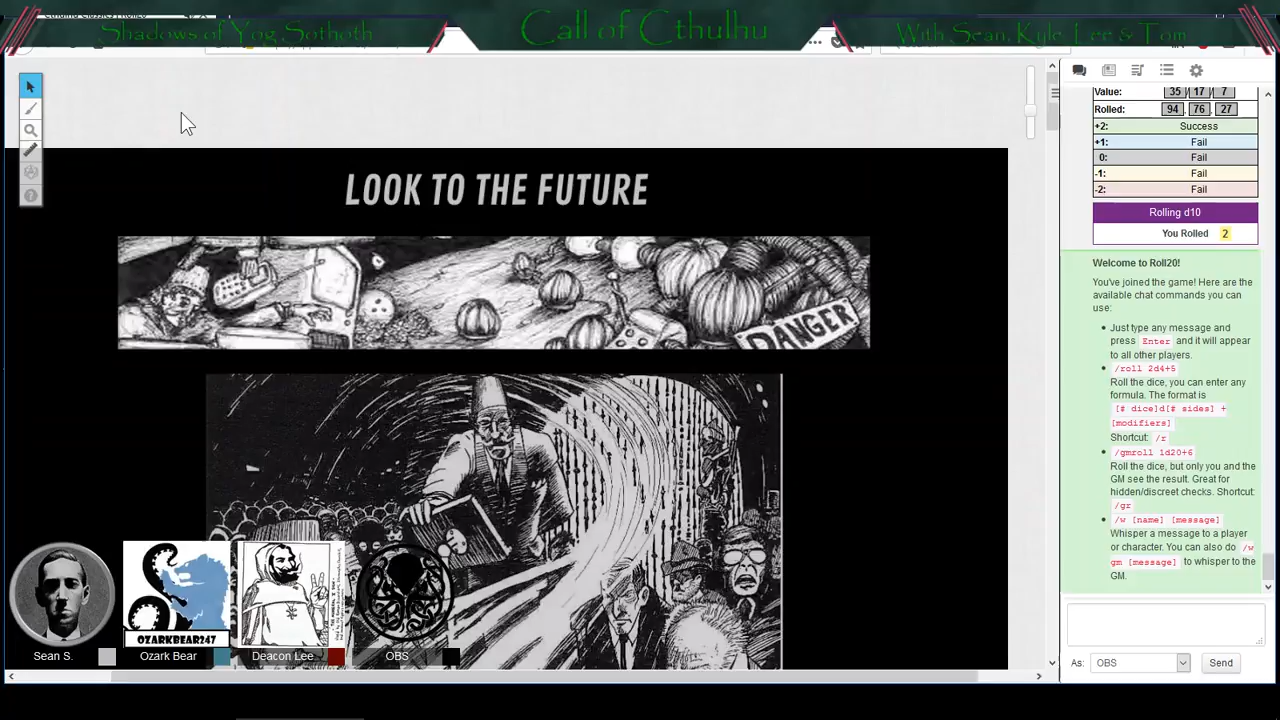 Shadows of Yog Sothoth
Call of Cthulhu
With Sean, Kyle, Lee & Tom
LOOK TO THE FUTURE
DANGER
OZARKBEAR247
Sean S.
Ozark Bear
Deacon Lee
OBS
Value: 35 17 7
Rolled: 94 76 27
+2: Success
+1: Fail
0: Fail
-1: Fail
-2: Fail
Rolling d10
You Rolled 2
Welcome to Roll20!
You've joined the game! Here are the
available chat commands you can
use:
• Just type any message and
press Enter and it will appear
to all other players.
• /roll 2d4+5
Roll the dice, you can enter any
formula. The format is
[# dice]d[# sides] +
[modifiers]
Shortcut: /r
• /gmroll 1d20+6
Roll the dice, but only you and the
GM see the result. Great for
hidden/discreet checks. Shortcut:
/gr
• /w [name] [message]
Whisper a message to a player
or character. You can also do /w
gm [message] to whisper to the
GM.
As: OBS Send